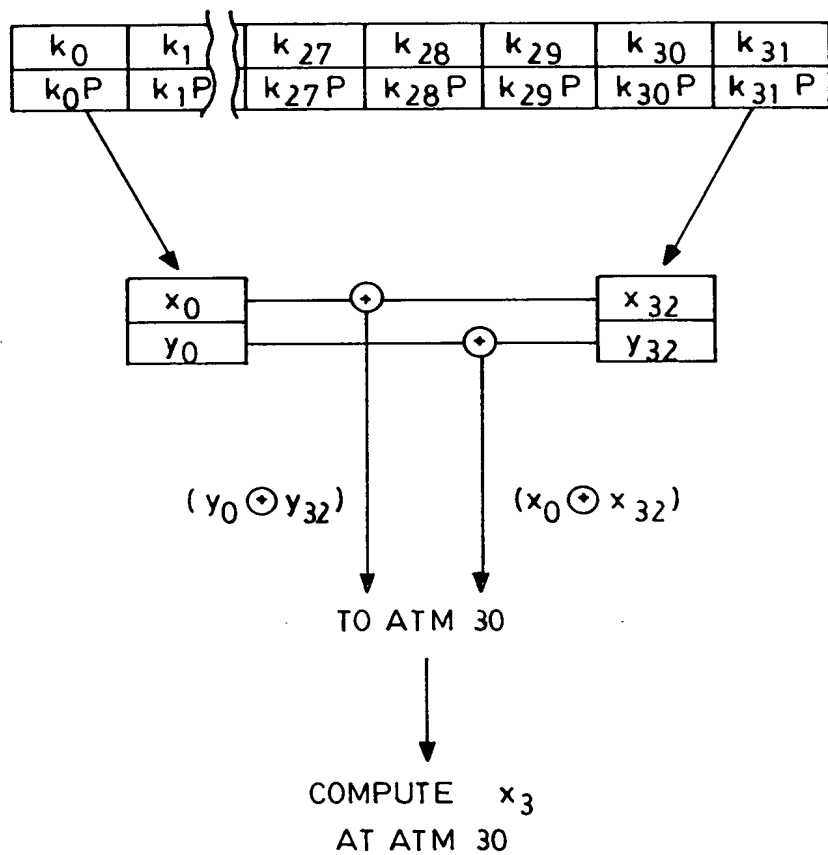 k₀ k₁ k₂₇ k₂₈ k₂₉ k₃₀ k₃₁
k₀P k₁P k₂₇P k₂₈P k₂₉P k₃₀P k₃₁P
x₀ x₃₂
y₀ y₃₂
(y₀ ⊕ y₃₂) (x₀ ⊕ x₃₂)
TO ATM 30
COMPUTE x₃
AT ATM 30